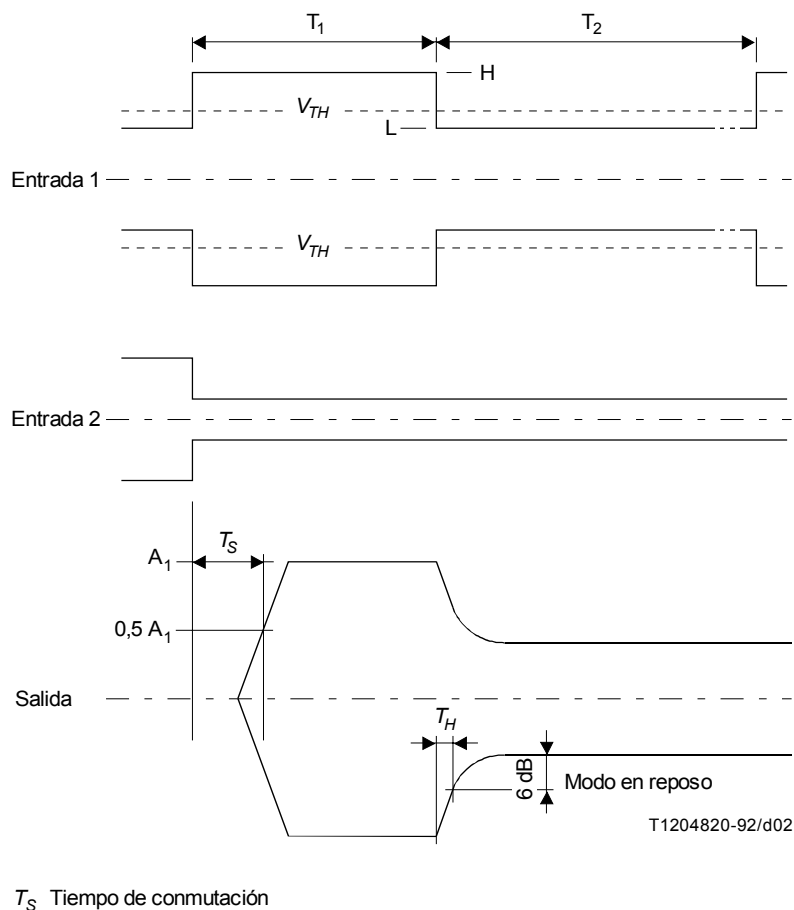 T1 T2
H
VTH
L
Entrada 1
VTH
Entrada 2
TS
A1
0,5 A1
Salida
TH
6 dB
Modo en reposo
T1204820-92/d02
TS Tiempo de conmutación